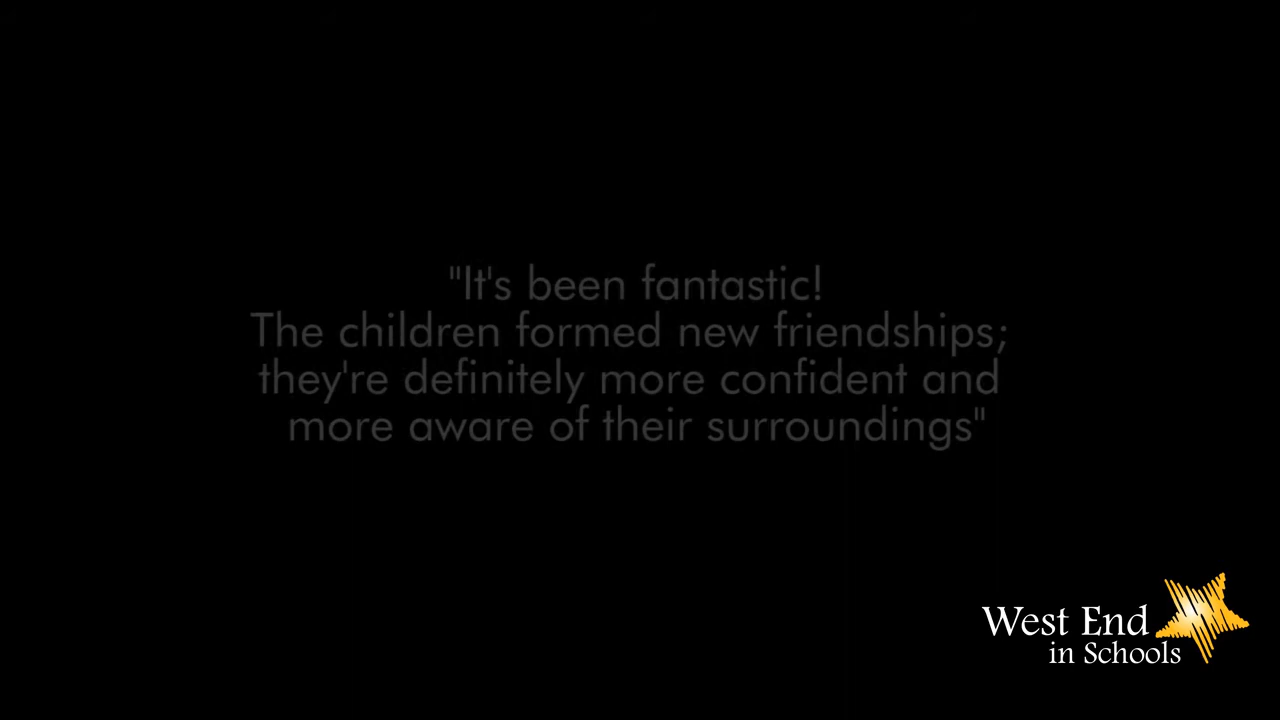 "It's been fantastic!
The children formed new friendships;
they're definitely more confident and
more aware of their surroundings"
West End
in Schools